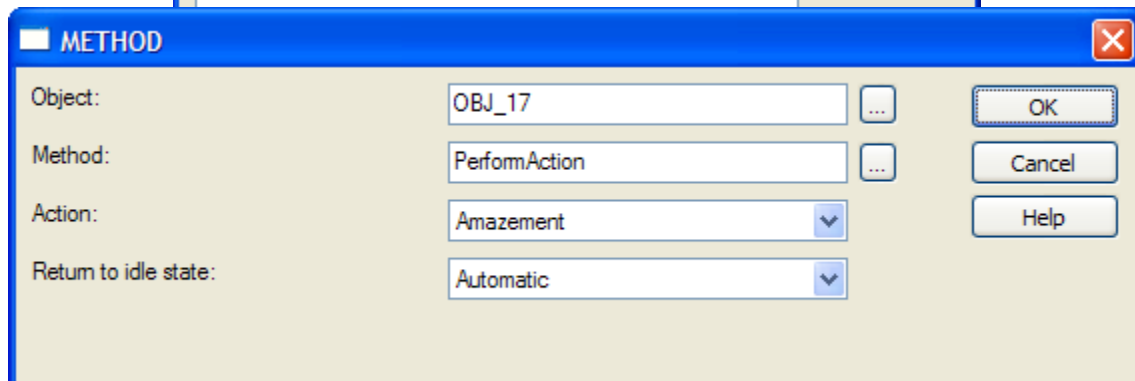 METHOD
Object: OBJ_17 ... OK
Method: PerformAction ... Cancel
Action: Amazement Help
Return to idle state: Automatic